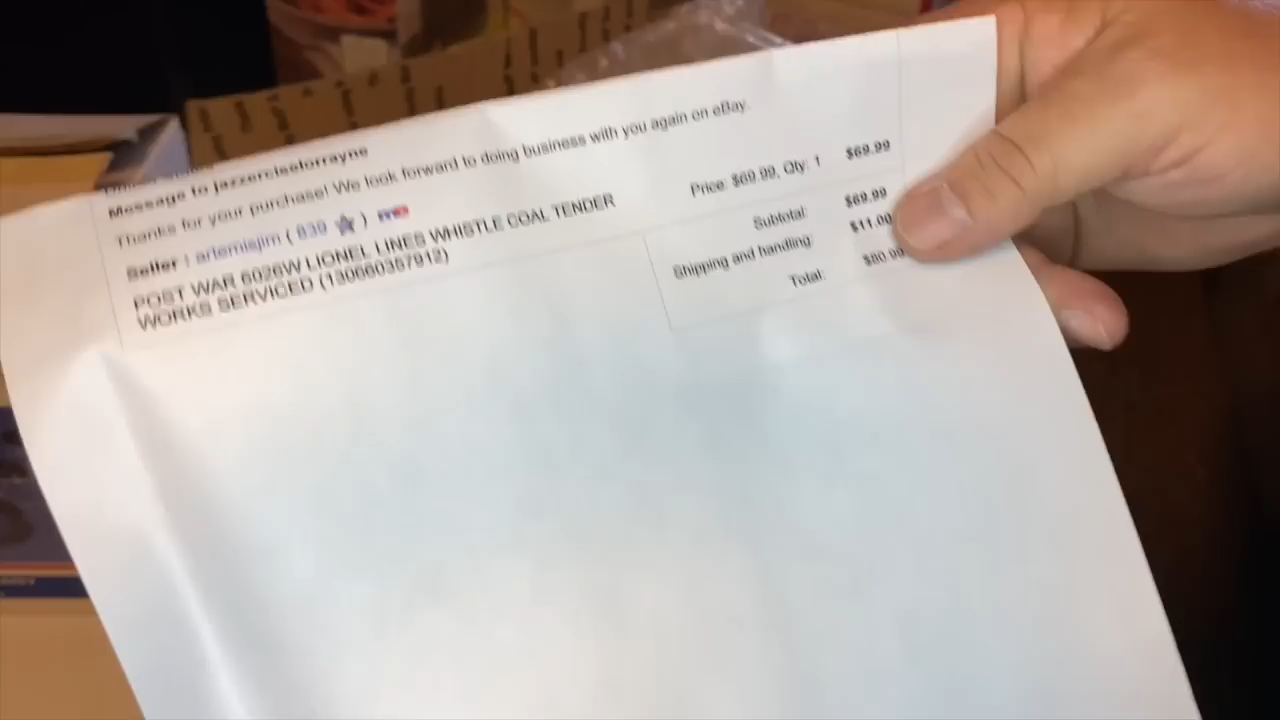 Message to jazzerciselorrayne
Thanks for your purchase! We look forward to doing business with you again on eBay.
Seller : artemisjim ( 839 )
POST WAR 6026W LIONEL LINES WHISTLE COAL TENDER
WORKS SERVICED (130660357912)
Price: $69.99, Qty: 1 $69.99
Subtotal: $69.99
Shipping and handling: $11.00
Total: $80.99